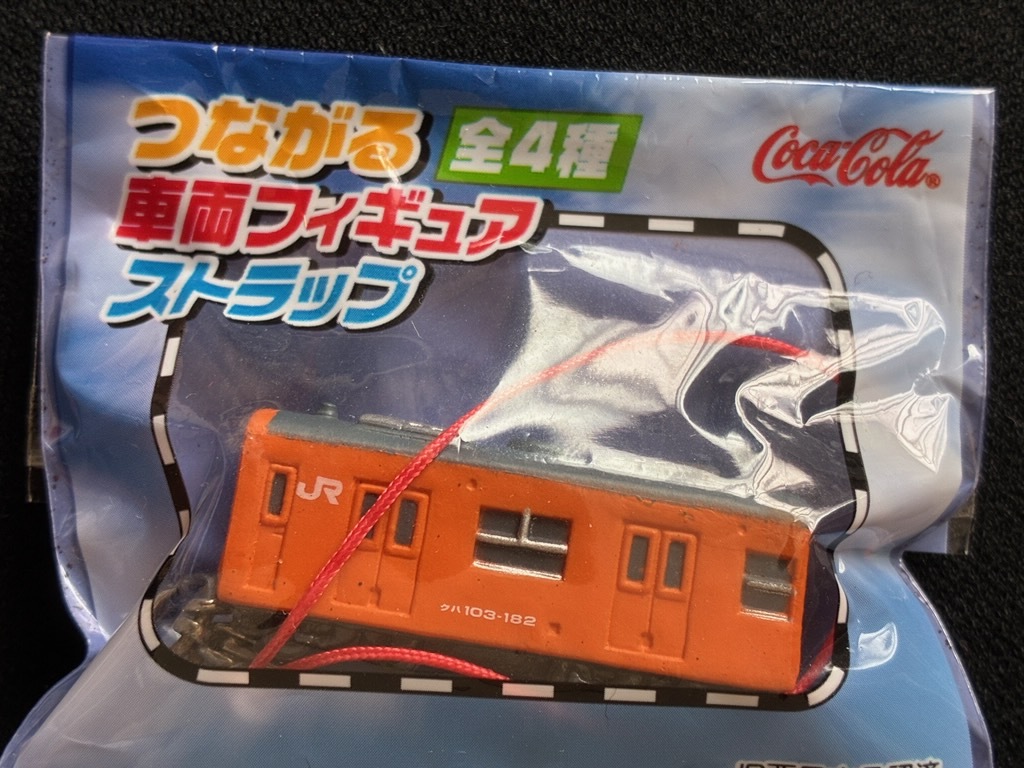 つながる
全4種
車両フィギュア
ストラップ
Coca-Cola®
JR
クハ103-182